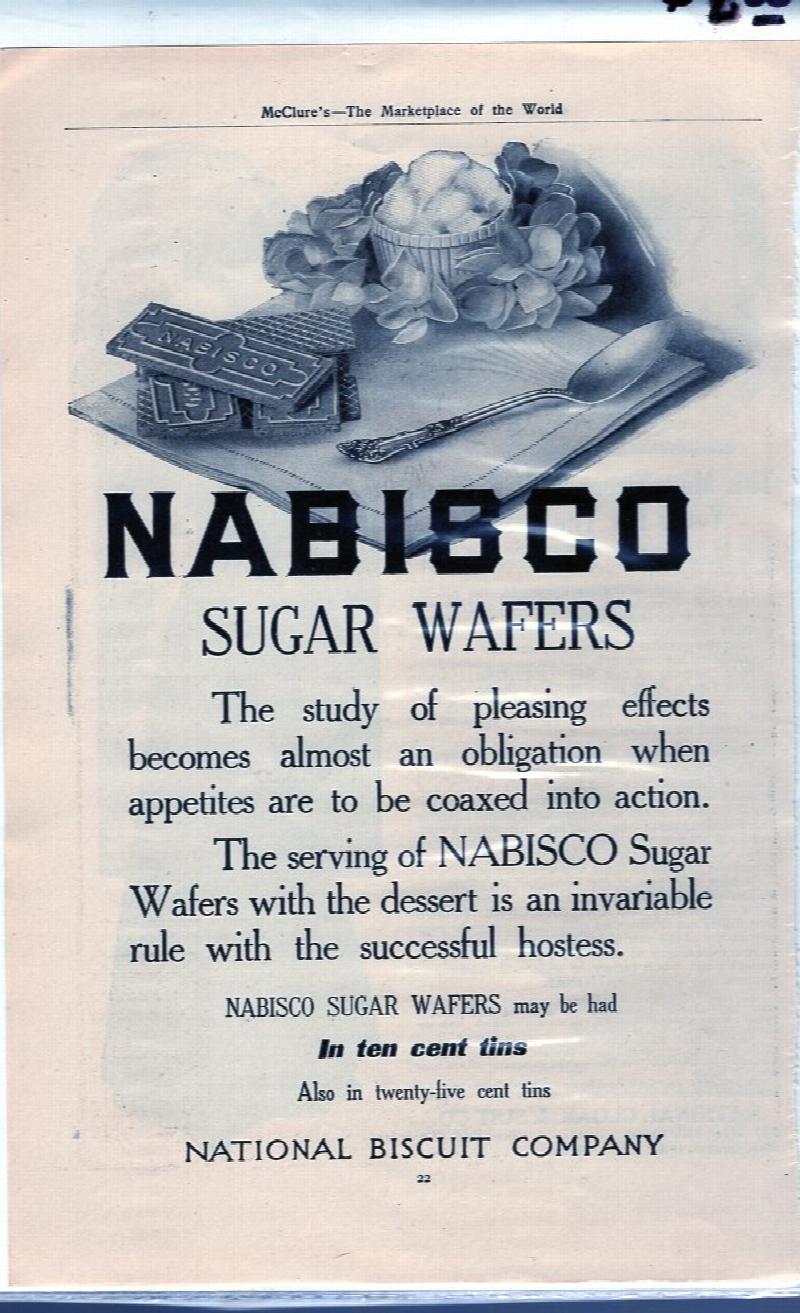 McClure's—The Marketplace of the World
NABISCO
NABISCO
SUGAR WAFERS
The study of pleasing effects
becomes almost an obligation when
appetites are to be coaxed into action.
The serving of NABISCO Sugar
Wafers with the dessert is an invariable
rule with the successful hostess.
NABISCO SUGAR WAFERS may be had
In ten cent tins
Also in twenty-five cent tins
NATIONAL BISCUIT COMPANY
22